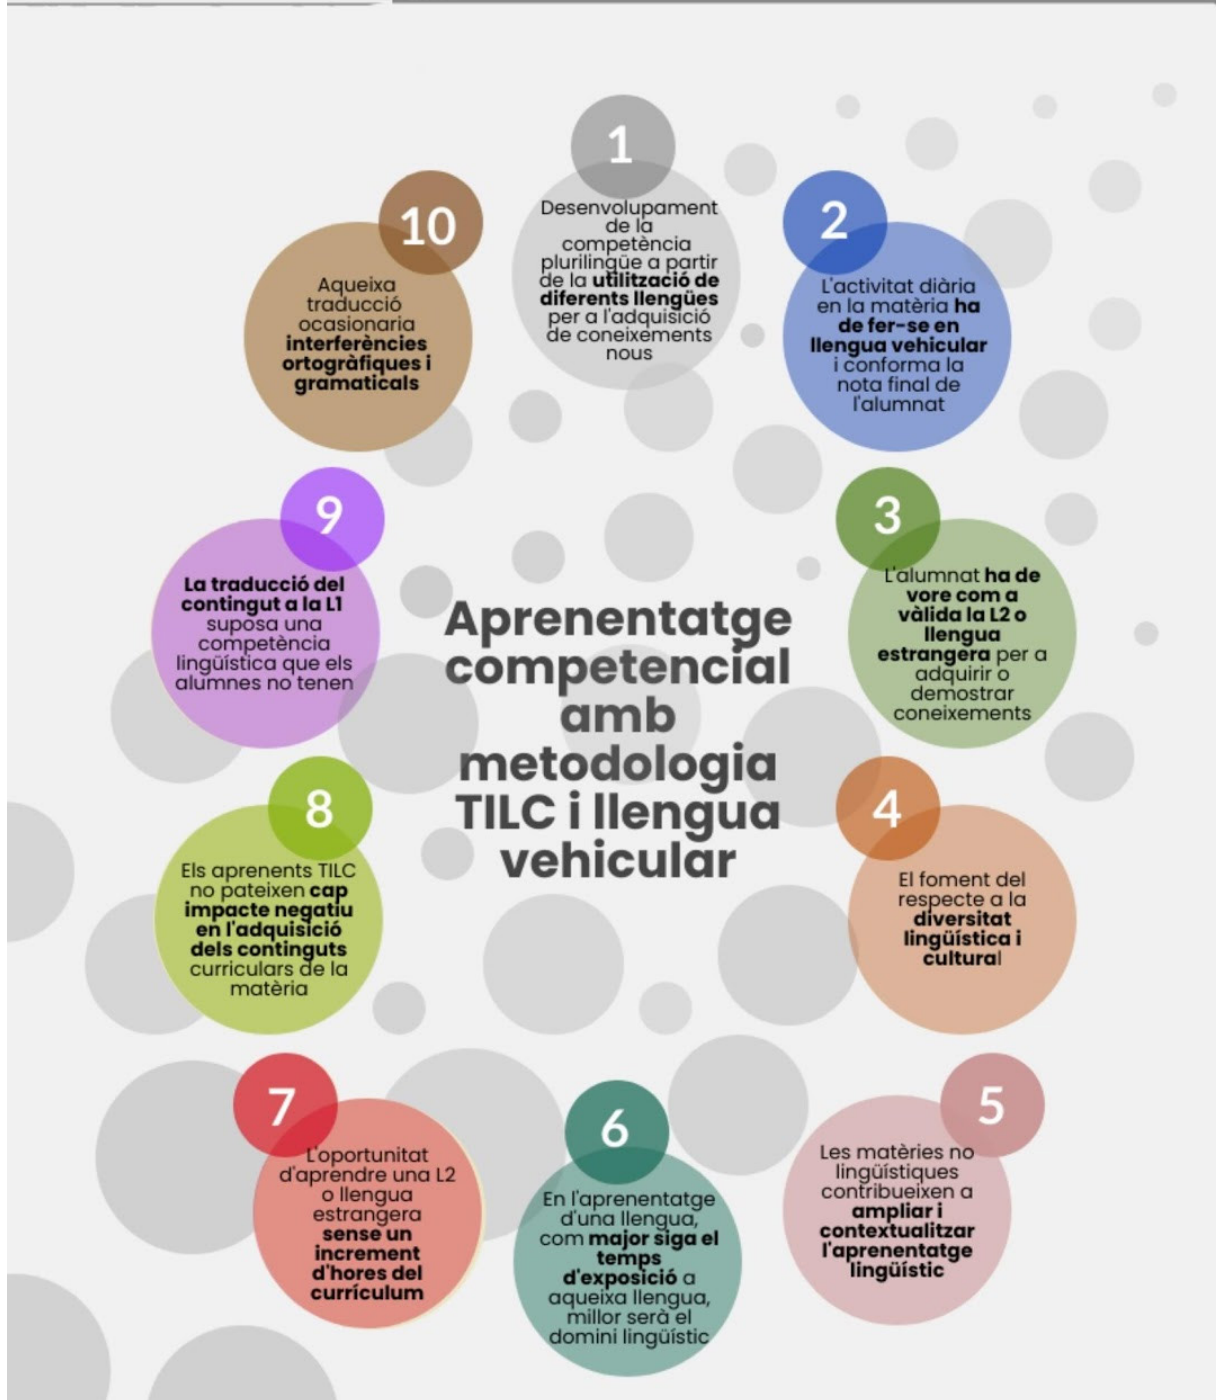 1
Desenvolupament
de la
competència
plurilingüe a partir
de la utilització de
diferents llengües
per a l'adquisició
de coneixements
nous
2
L'activitat diària
en la matèria ha
de fer-se en
llengua vehicular
i conforma la
nota final de
l'alumnat
3
L'alumnat ha de
vore com a
vàlida la L2 o
llengua
estrangera per a
adquirir o
demostrar
coneixements
4
El foment del
respecte a la
diversitat
lingüística i
cultural
5
Les matèries no
lingüístiques
contribueixen a
ampliar i
contextualitzar
l'aprenentatge
lingüístic
6
En l'aprenentatge
d'una llengua,
com major siga el
temps
d'exposició a
aqueixa llengua,
millor serà el
domini lingüístic
7
L'oportunitat
d'aprendre una L2
o llengua
estrangera
sense un
increment
d'hores del
currículum
8
Els aprenents TILC
no pateixen cap
impacte negatiu
en l'adquisició
dels continguts
curriculars de la
matèria
9
La traducció del
contingut a la L1
suposa una
competència
lingüística que els
alumnes no tenen
10
Aqueixa
traducció
ocasionaria
interferències
ortogràfiques i
gramaticals
Aprenentatge
competencial
amb
metodologia
TILC i llengua
vehicular